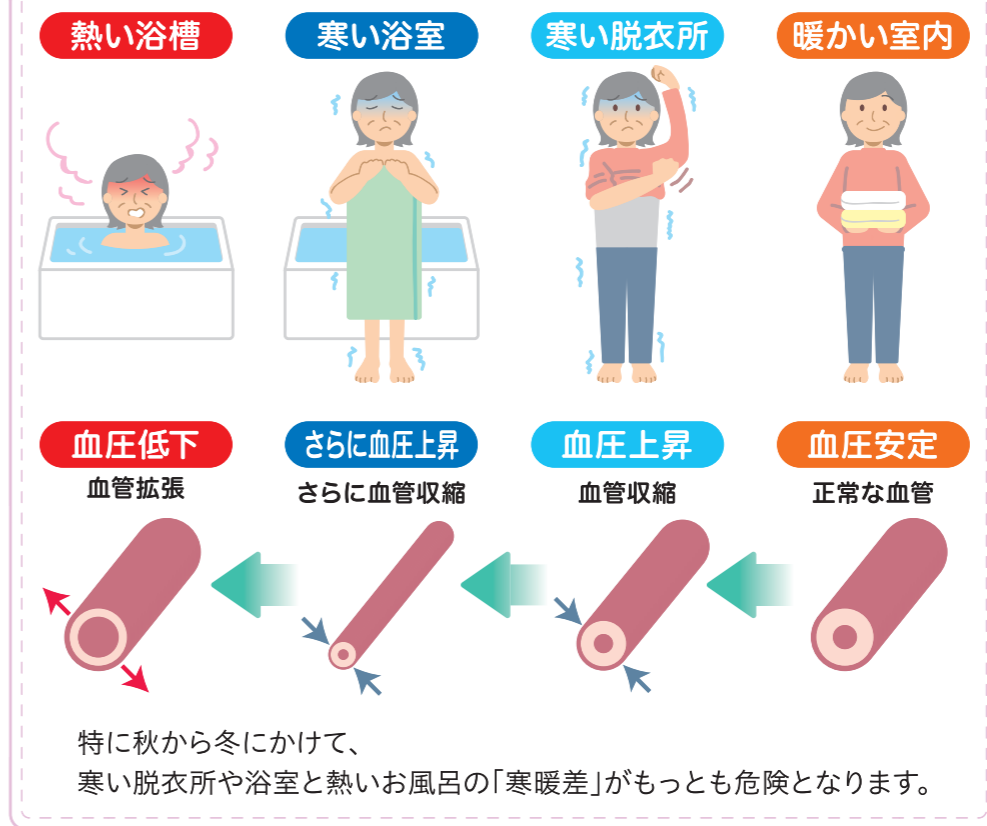 熱い浴槽
寒い浴室
寒い脱衣所
暖かい室内
血圧低下
さらに血圧上昇
血圧上昇
血圧安定
血管拡張
さらに血管収縮
血管収縮
正常な血管
特に秋から冬にかけて、
寒い脱衣所や浴室と熱いお風呂の「寒暖差」がもっとも危険となります。